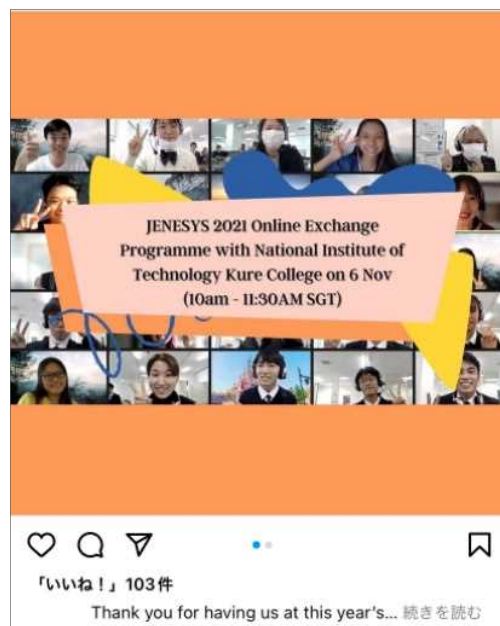 JENESYS 2021 Online Exchange
Programme with National Institute of
Technology Kure College on 6 Nov
(10am - 11:30AM SGT)
「いいね！」103件
Thank you for having us at this year's... 続きを読む